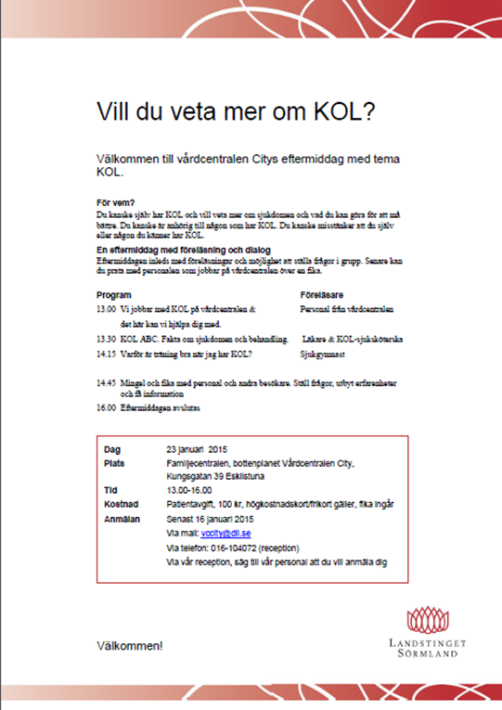 Vill du veta mer om KOL?
Välkommen till vårdcentralen Citys eftermiddag med tema
KOL.
För vem?
Du kanske själv har KOL och vill veta mer om sjukdomen och vad du kan göra för att må
bättre. Du kanske är anhörig till någon som har KOL. Du kanske misstänker att du själv
eller någon du känner har KOL.
En eftermiddag med föreläsning och dialog
Eftermiddagen inleds med föreläsningar och möjlighet att ställa frågor i grupp. Senare kan
du prata med personalen som jobbar på vårdcentralen över en fika.
Program Föreläsare
13.00 Vi jobbar med KOL på vårdcentralen & Personal från vårdcentralen
det här kan vi hjälpa dig med.
13.30 KOL ABC. Fakta om sjukdomen och behandling. Läkare & KOL-sjuksköterska
14.15 Varför är träning bra när jag har KOL? Sjukgymnast
14.45 Mingel och fika med personal och andra besökare. Ställ frågor, utbyt erfarenheter
och få information
16.00 Eftermiddagen avslutas
Dag 23 januari 2015
Plats Familjecentralen, bottenplanet Vårdcentralen City,
Kungsgatan 39 Eskilstuna
Tid 13.00-16.00
Kostnad Patientavgift, 100 kr, högkostnadskort/frikort gäller, fika ingår
Anmälan Senast 16 januari 2015
Via mail: vccity@dll.se
Via telefon: 016-104072 (reception)
Via vår reception, säg till vår personal att du vill anmäla dig
Välkommen!
LANDSTINGET
SÖRMLAND